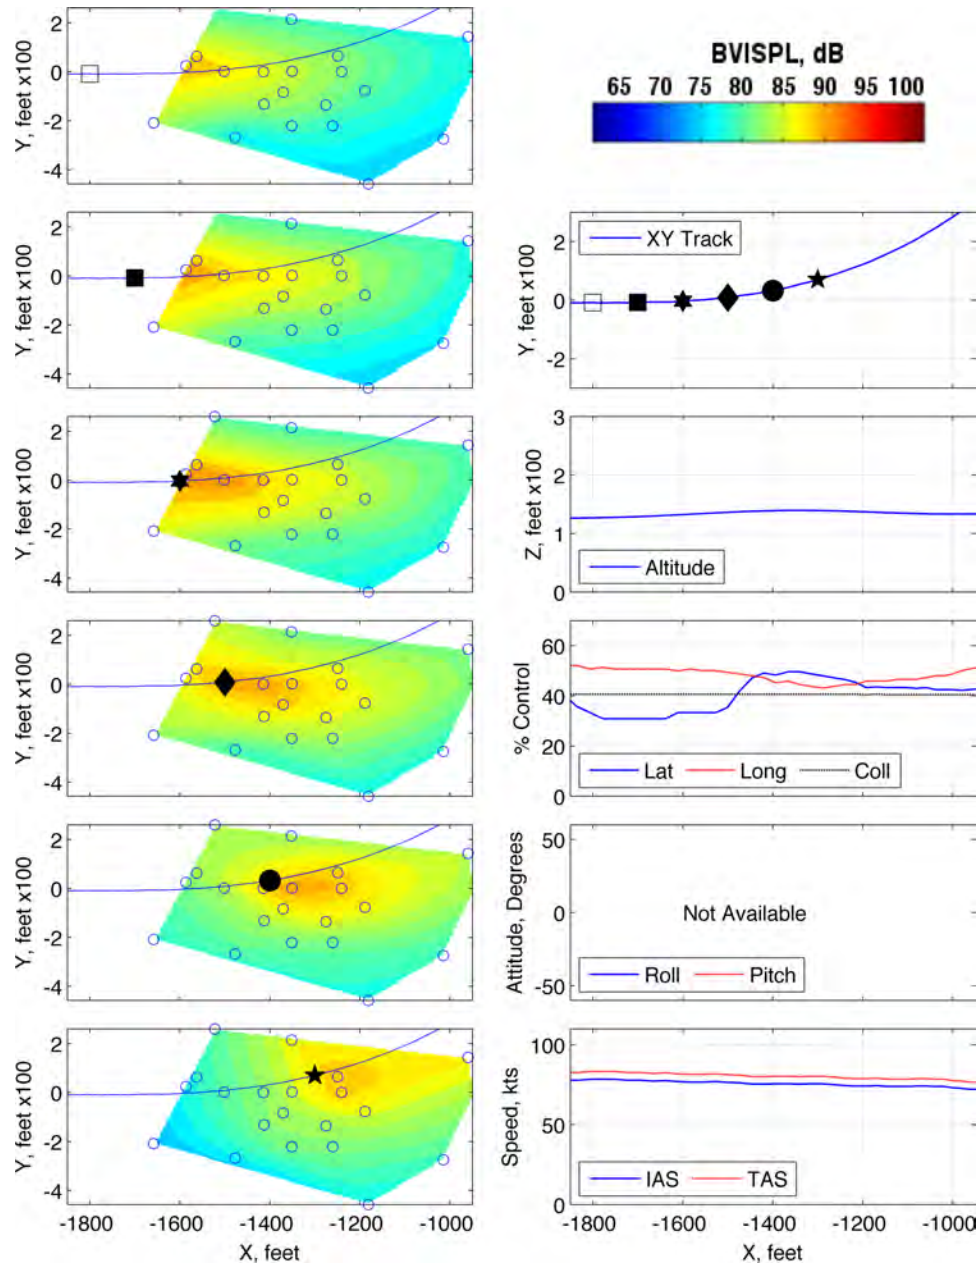 BVISPL, dB
65 70 75 80 85 90 95 100
Y, feet x100
2
0
-2
-4
Y, feet x100
2
0
-2
-4
Y, feet x100
2
0
-2
-4
Y, feet x100
2
0
-2
-4
Y, feet x100
2
0
-2
-4
Y, feet x100
2
0
-2
-4
-1800 -1600 -1400 -1200 -1000
X, feet
Y, feet x100
2
0
-2
XY Track
Z, feet x100
3
2
1
0
Altitude
% Control
60
40
20
0
Lat Long Coll
Attitude, Degrees
50
0
-50
Not Available
Roll Pitch
Speed, kts
100
50
0
IAS TAS
-1800 -1600 -1400 -1200 -1000
X, feet